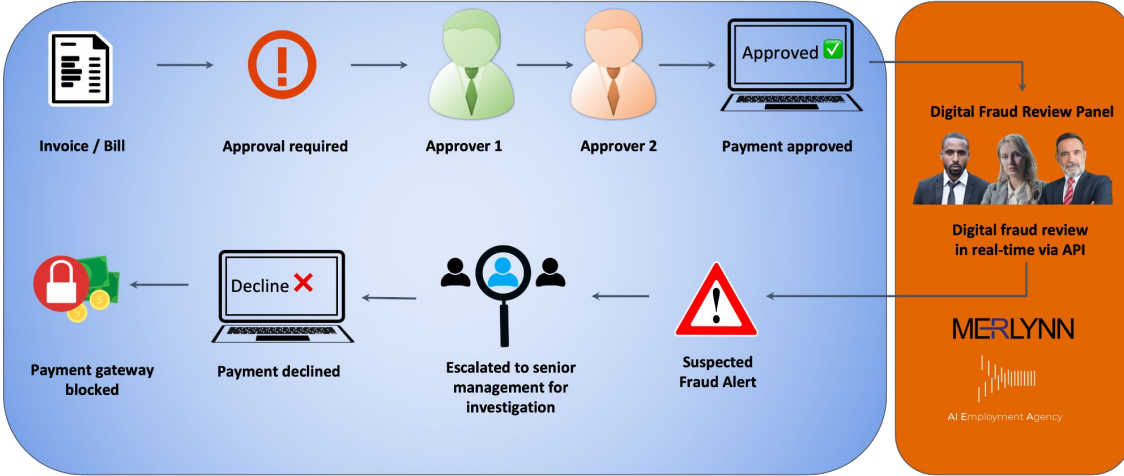 Approved
Invoice / Bill
Approval required
Approver 1
Approver 2
Payment approved
Digital Fraud Review Panel
Digital fraud review
in real-time via API
Decline
Payment gateway
blocked
Payment declined
Escalated to senior
management for
investigation
Suspected
Fraud Alert
MERLYNN
AI Employment Agency